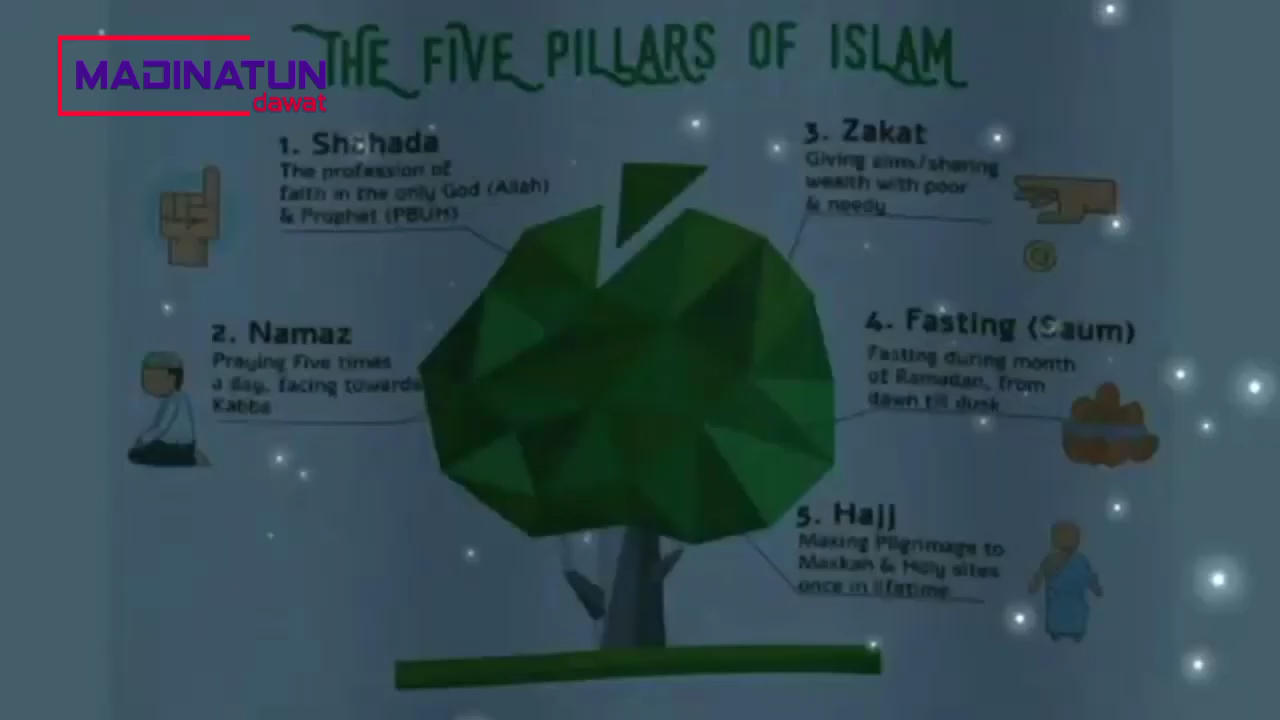 MADINATUN
dawat
THE FIVE PILLARS OF ISLAM
1. Shahada
The profession of
faith in the only God (Allah)
& Prophet (PBUH)
2. Namaz
Praying Five times
a day, facing towards
Kabba
3. Zakat
Giving alms/sharing
wealth with poor
& needy
4. Fasting (Saum)
Fasting during month
of Ramadan, from
dawn till dusk
5. Hajj
Making Pilgrimage to
Makkah & Holy sites
once in lifetime